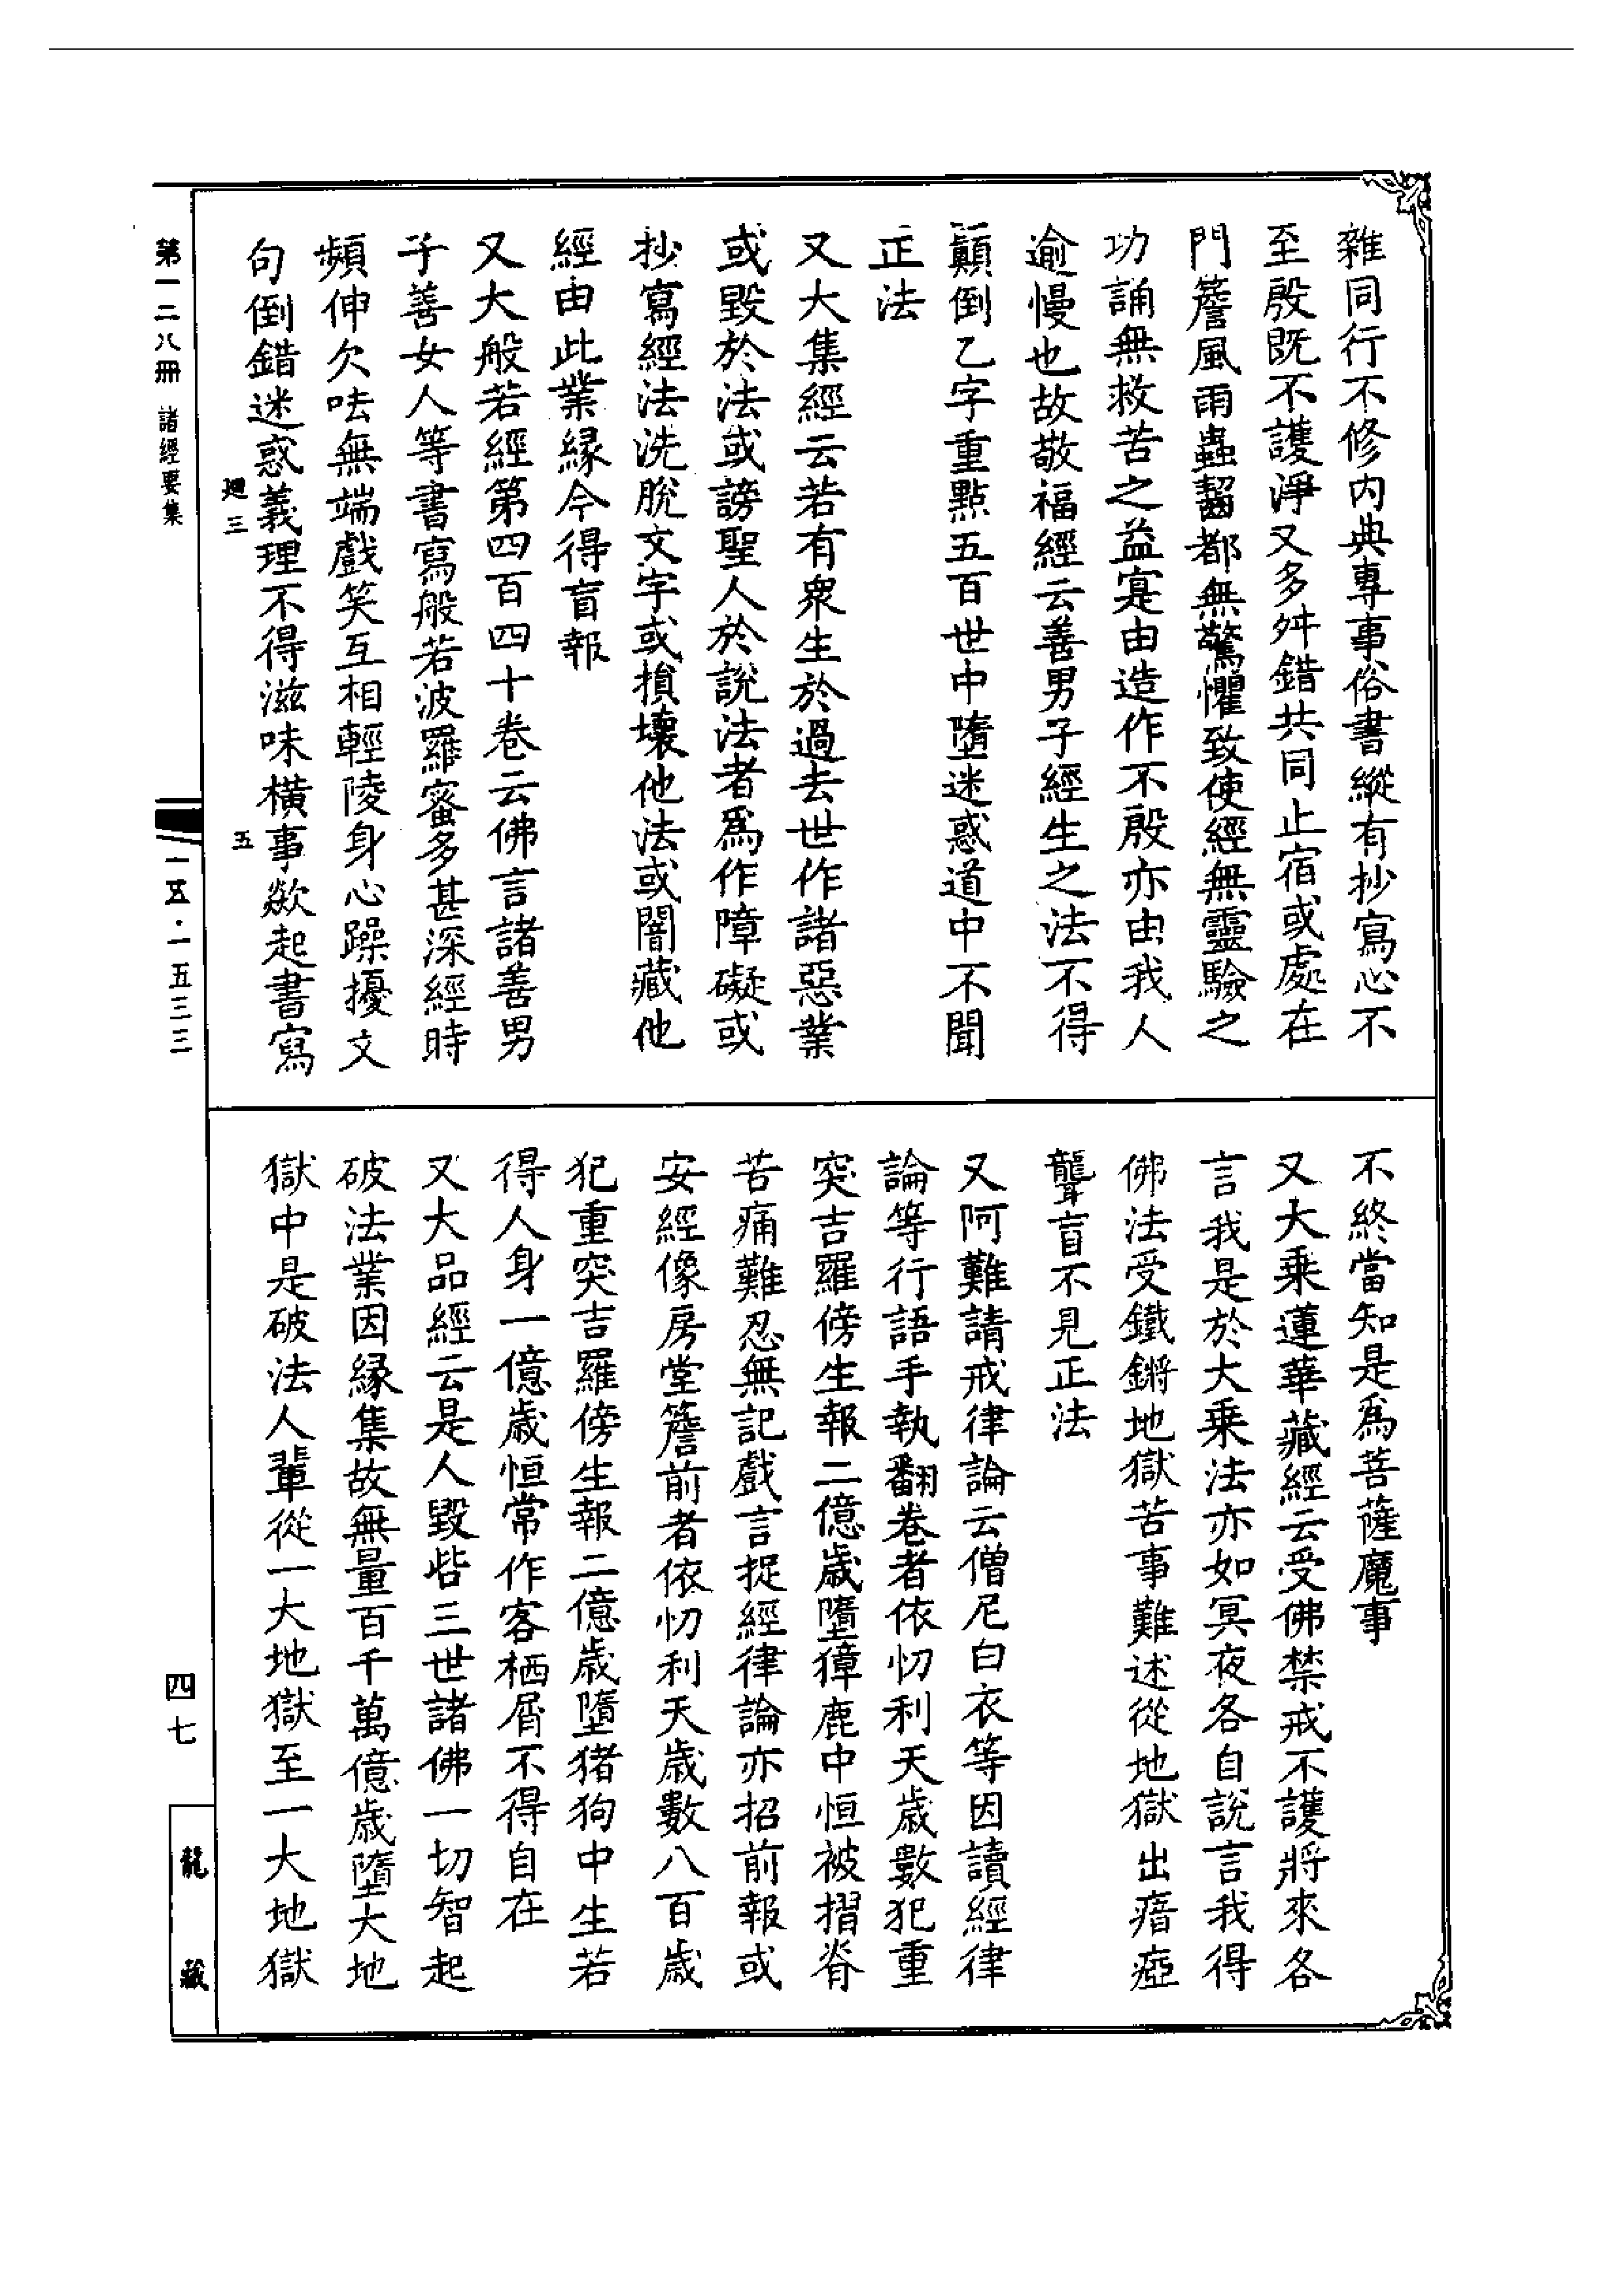 雜同行不修内典專事俗書縱有抄寫心不
至殷既不護淨又多舛錯共同止宿或處在
門簷風雨蟲齧都無驚懼致使經無靈驗之
功誦無救苦之益寔由造作不殷亦由我人
逾慢也故敬福經云善男子經生之法不得
顛倒乙字重點五百世中墮迷惑道中不聞
正法
又大集經云若有衆生於過去世作諸惡業
或毀於法或謗聖人於說法者爲作障礙或
抄寫經法洗脫文字或損壞他法或闇藏他
經由此業緣今得盲報
又大般若經第四百四十卷云佛言諸善男
子善女人等書寫般若波羅蜜多甚深經時
頻伸欠呿無端戲笑互相輕陵身心躁擾文
句倒錯迷惑義理不得滋味橫事欻起書寫
不終當知是爲菩薩魔事
又大乘蓮華藏經云受佛禁戒不護將來各
言我是於大乘法亦如冥夜各自說言我得
佛法受鐵鏘地獄苦事難述從地獄出瘖瘂
聾盲不見正法
又阿難請戒律論云僧尼白衣等因讀經律
論等行語手執翻卷者依忉利天歲數犯重
突吉羅傍生報二億歲墮獐鹿中恒被摺脊
苦痛難忍無記戲言捉經律論亦招前報或
安經像房堂簷前者依忉利天歲數八百歲
犯重突吉羅傍生報二億歲墮猪狗中生若
得人身一億歲恒常作客栖屑不得自在
又大品經云是人毀呰三世諸佛一切智起
破法業因緣集故無量百千萬億歲墮大地
獄中是破法人輩從一大地獄至一大地獄
迴三
五
第一二八冊 諸經要集
一五·一五三三
四七
龍藏